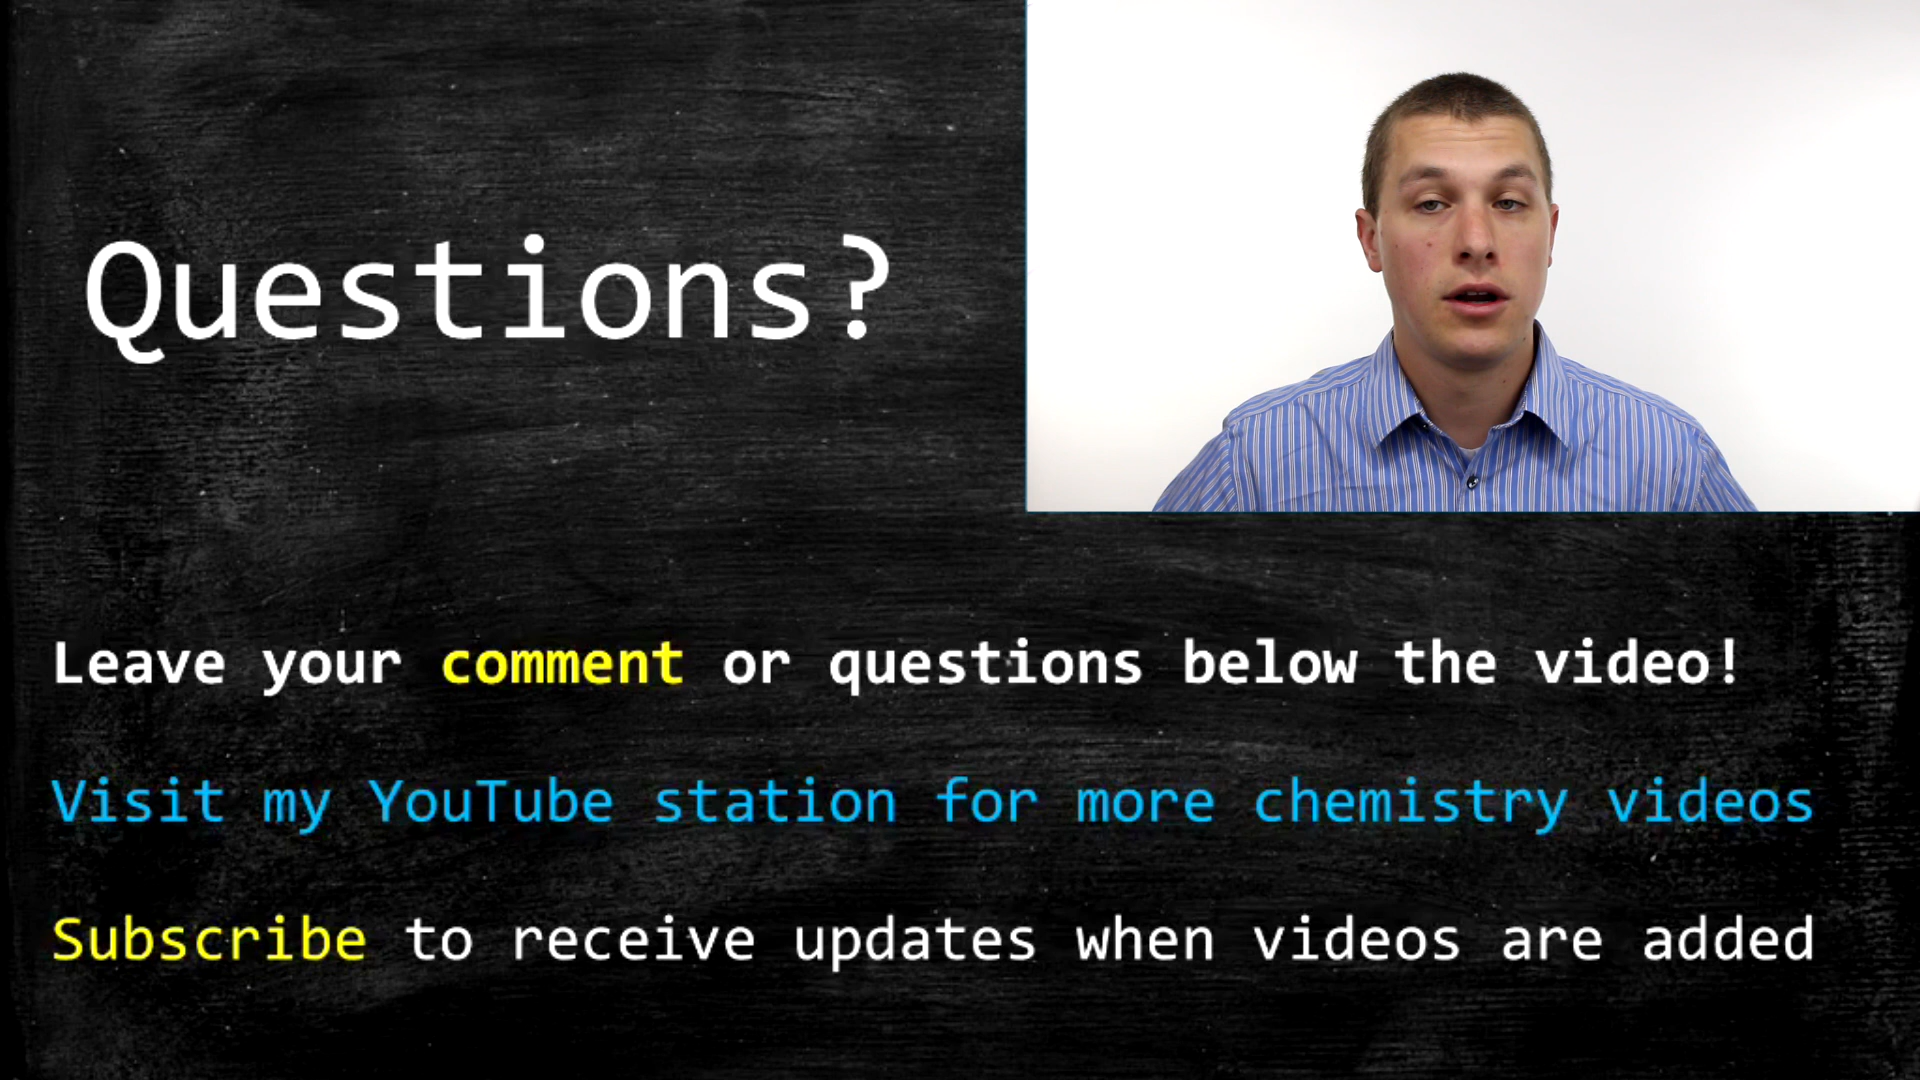 Questions?
Leave your comment or questions below the video!
Visit my YouTube station for more chemistry videos
Subscribe to receive updates when videos are added